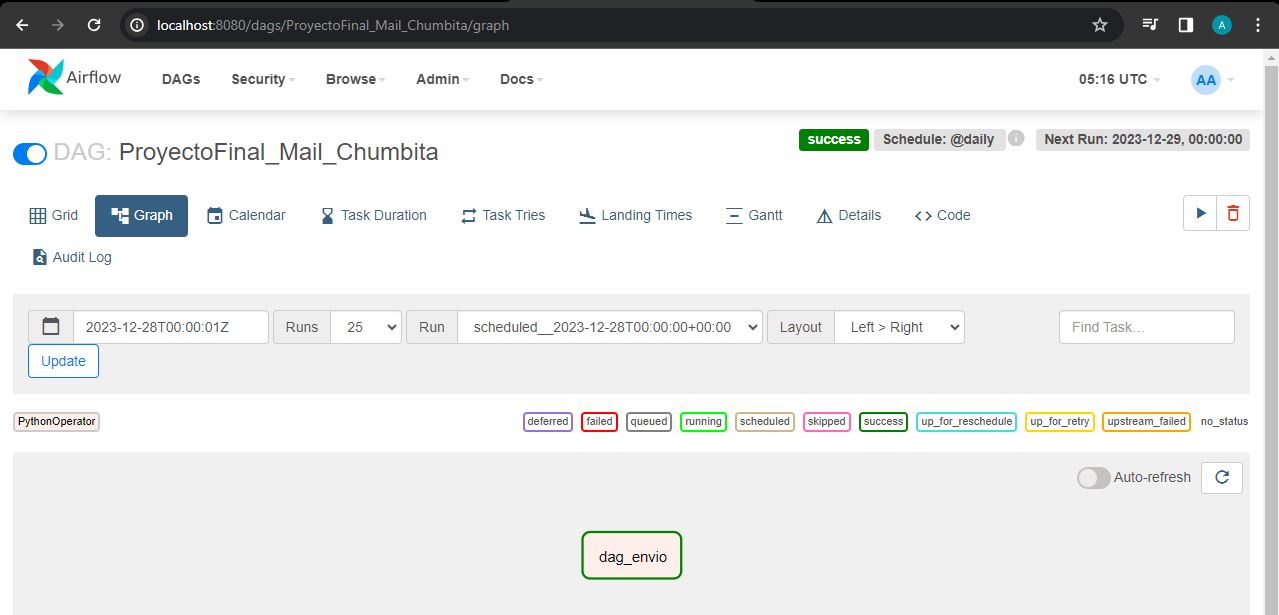 localhost:8080/dags/ProyectoFinal_Mail_Chumbita/graph
A
Airflow DAGs Security Browse Admin Docs 05:16 UTC AA
DAG: ProyectoFinal_Mail_Chumbita success Schedule: @daily Next Run: 2023-12-29, 00:00:00
Grid Graph Calendar Task Duration Task Tries Landing Times Gantt Details Code
Audit Log
2023-12-28T00:00:01Z Runs 25 Run scheduled__2023-12-28T00:00:00+00:00 Layout Left > Right Find Task...
Update
PythonOperator deferred failed queued running scheduled skipped success up_for_reschedule up_for_retry upstream_failed no_status
Auto-refresh
dag_envio